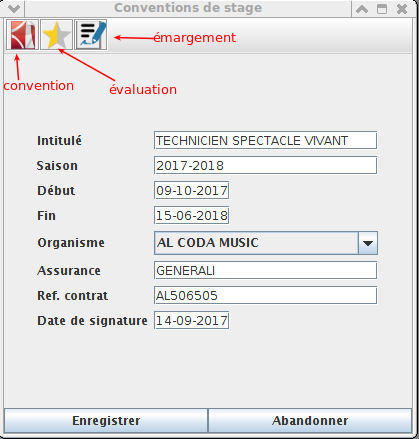 Conventions de stage
émargement
convention
évaluation
Intitulé TECHNICIEN SPECTACLE VIVANT
Saison 2017-2018
Début 09-10-2017
Fin 15-06-2018
Organisme AL CODA MUSIC
Assurance GENERALI
Ref. contrat AL506505
Date de signature 14-09-2017
Enregistrer Abandonner